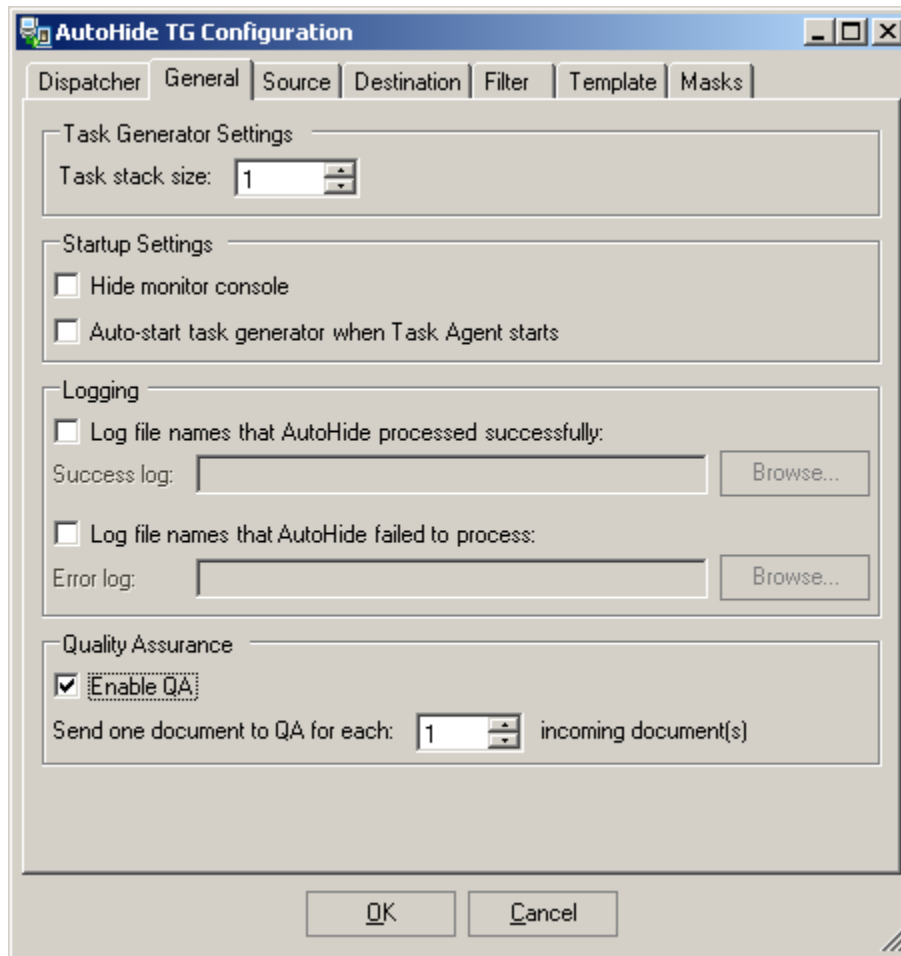 AutoHide TG Configuration
Dispatcher General Source Destination Filter Template Masks
Task Generator Settings
Task stack size: 1
Startup Settings
Hide monitor console
Auto-start task generator when Task Agent starts
Logging
Log file names that AutoHide processed successfully:
Success log: Browse...
Log file names that AutoHide failed to process:
Error log: Browse...
Quality Assurance
Enable QA
Send one document to QA for each: 1 incoming document(s)
OK Cancel